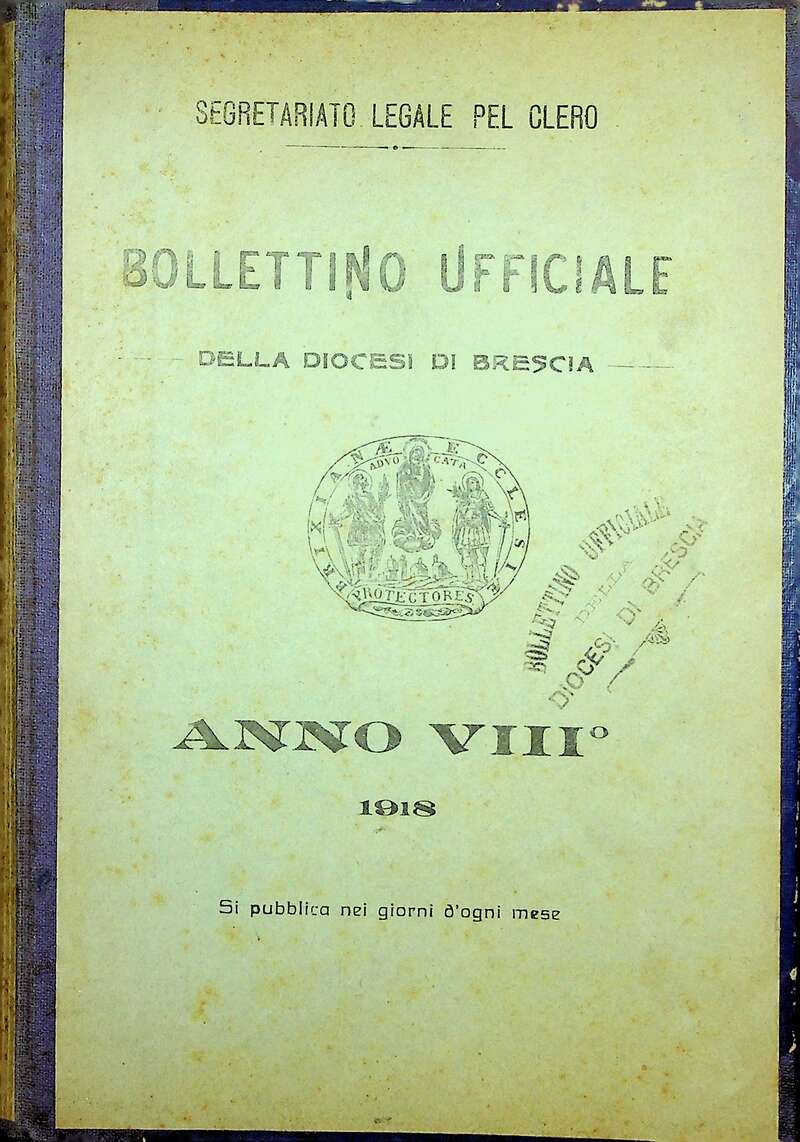 SEGRETARIATO LEGALE PEL CLERO
BOLLETTINO UFFICIALE
DELLA DIOCESI DI BRESCIA
BRIXIANÆ ECCLESIÆ
ADVOCATA
PROTECTORES
BOLLETTINO UFFICIALE
DELLA
DIOCESI DI BRESCIA
ANNO VIIIº
1918
Si pubblica nei giorni d'ogni mese